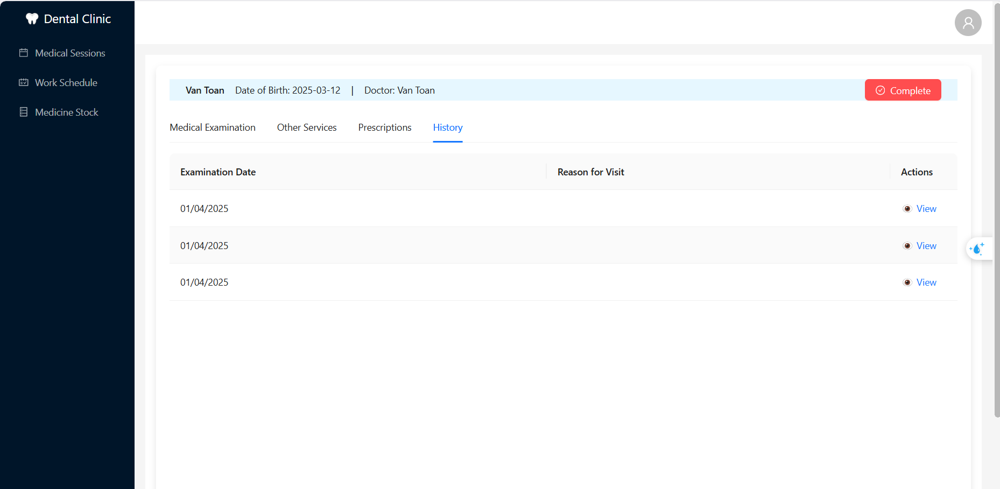 Dental Clinic
Medical Sessions
Work Schedule
Medicine Stock
Van Toan Date of Birth: 2025-03-12 | Doctor: Van Toan Complete
Medical Examination Other Services Prescriptions History
Examination Date Reason for Visit Actions
01/04/2025 View
01/04/2025 View
01/04/2025 View